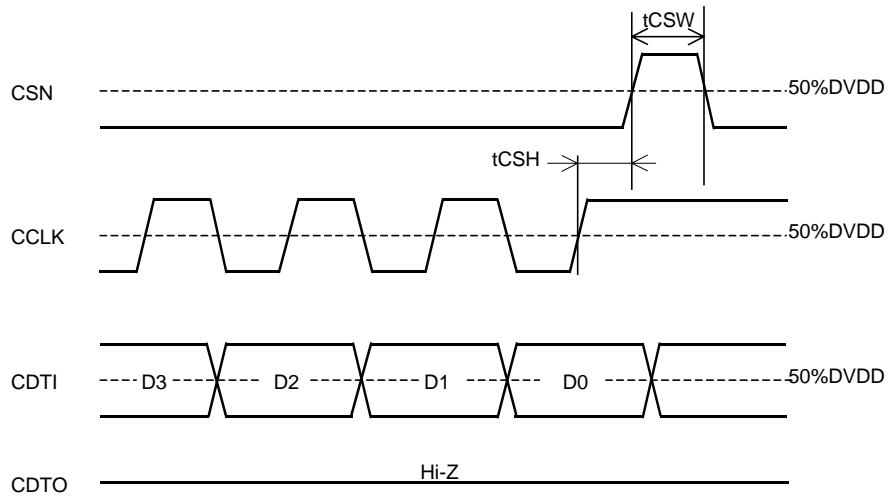 tCSW
CSN
50%DVDD
tCSH
CCLK
50%DVDD
CDTI
D3
D2
D1
D0
50%DVDD
Hi-Z
CDTO